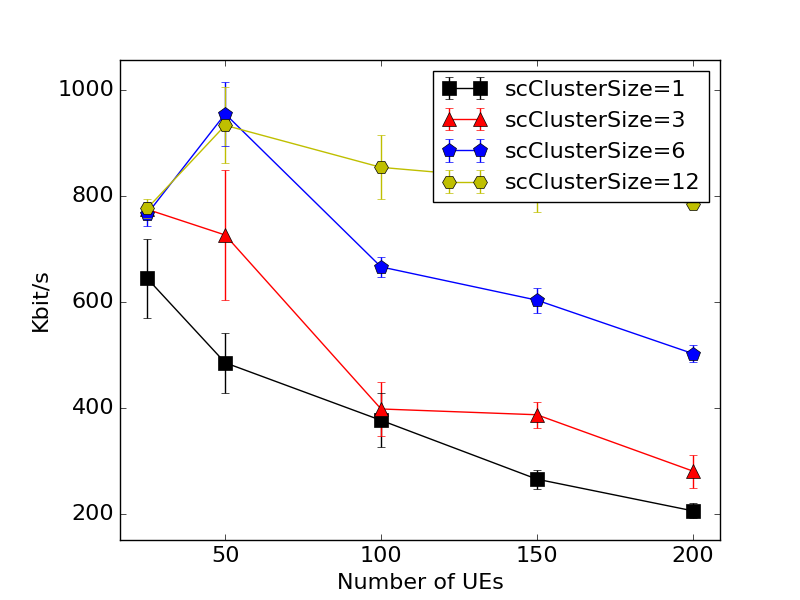 1000
800
600
400
200
Kbit/s
scClusterSize=1
scClusterSize=3
scClusterSize=6
scClusterSize=12
50
100
150
200
Number of UEs